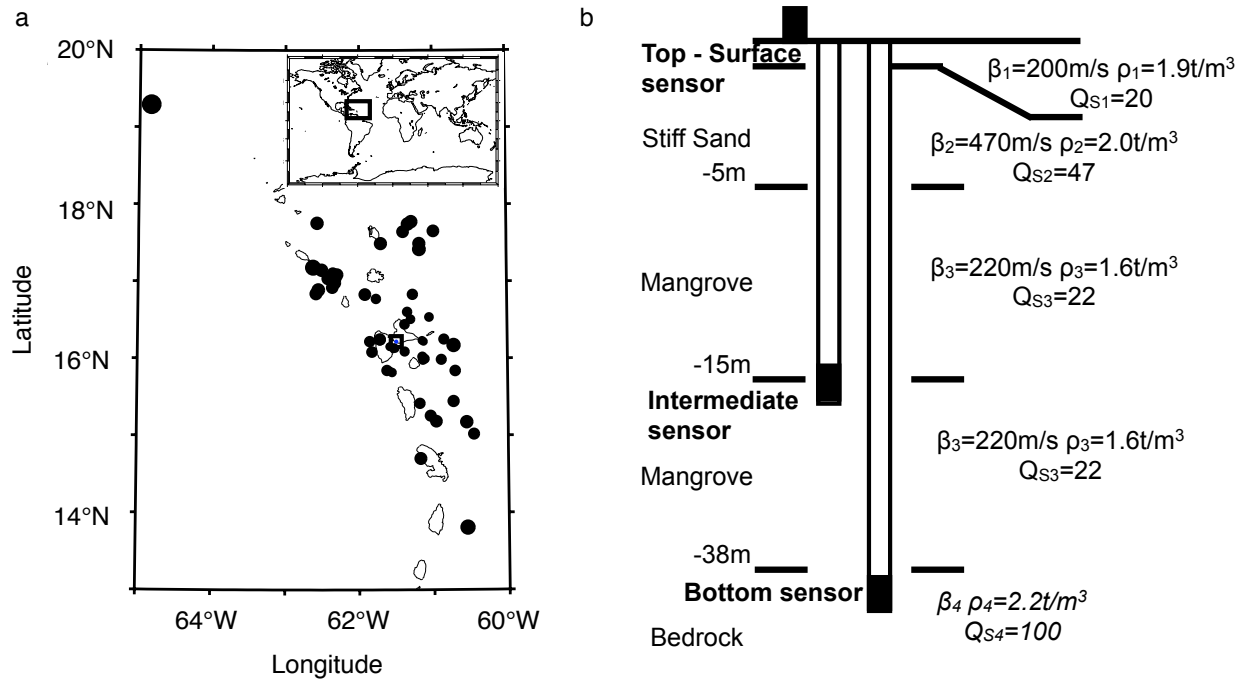 a
20°N
18°N
16°N
14°N
Latitude
64°W
62°W
60°W
Longitude
b
Top - Surface
sensor
β₁=200m/s ρ₁=1.9t/m³
Qₛ₁=20
Stiff Sand
β₂=470m/s ρ₂=2.0t/m³
Qₛ₂=47
-5m
Mangrove
β₃=220m/s ρ₃=1.6t/m³
Qₛ₃=22
-15m
Intermediate
sensor
β₃=220m/s ρ₃=1.6t/m³
Qₛ₃=22
Mangrove
-38m
Bottom sensor
β₄ ρ₄=2.2t/m³
Qₛ₄=100
Bedrock